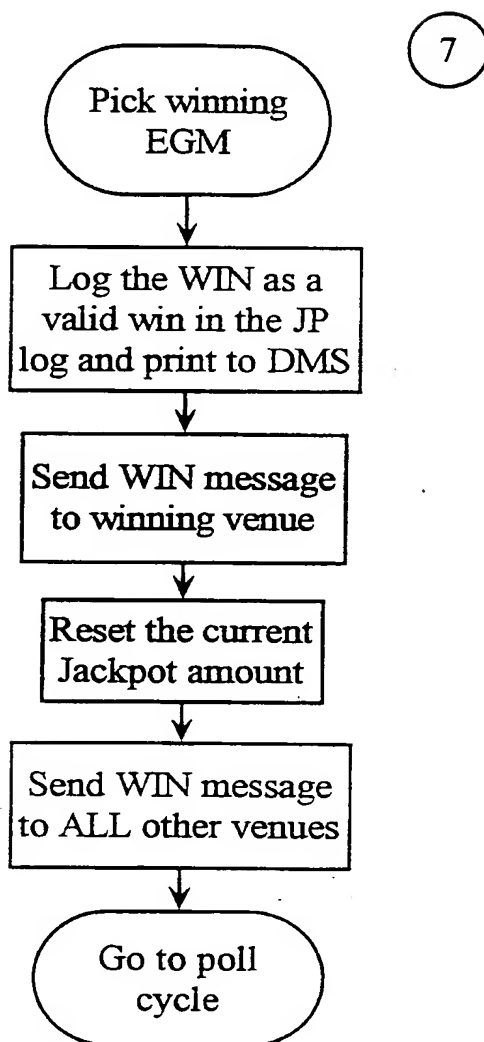 7
Pick winning
EGM
Log the WIN as a
valid win in the JP
log and print to DMS
Send WIN message
to winning venue
Reset the current
Jackpot amount
Send WIN message
to ALL other venues
Go to poll
cycle